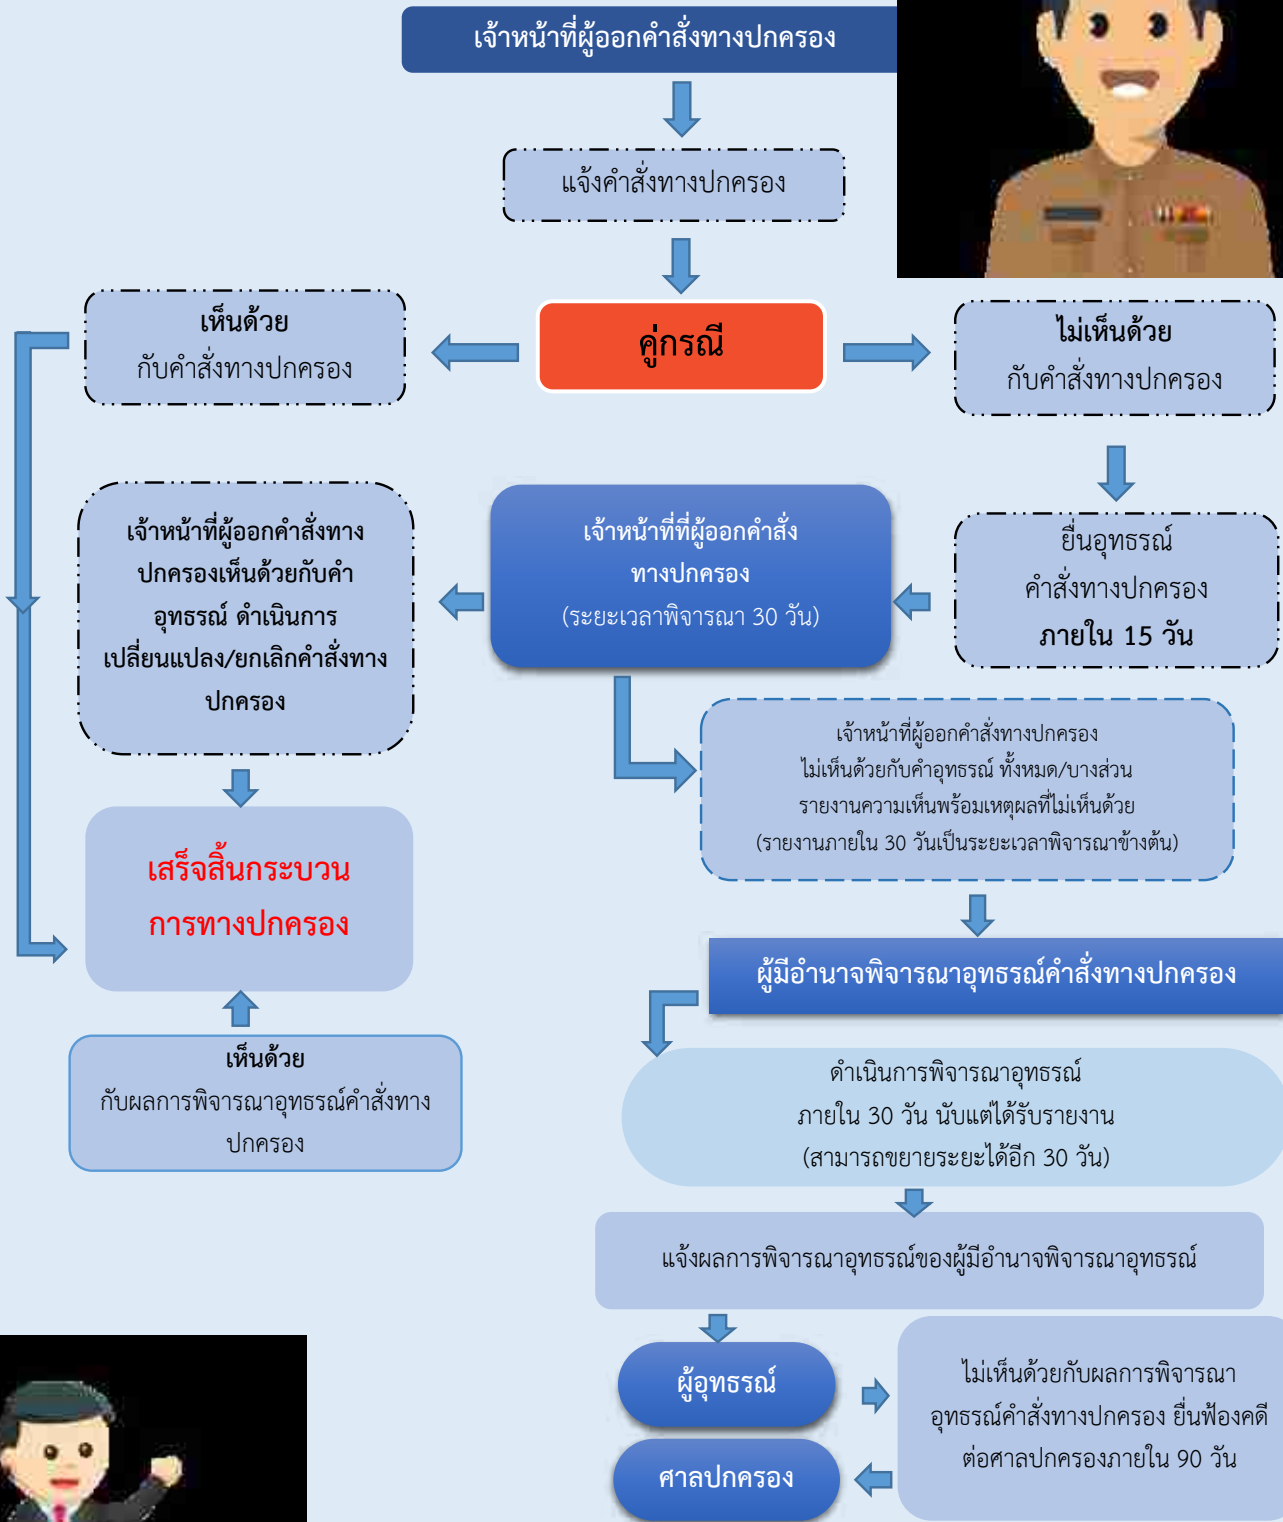 เจ้าหน้าที่ผู้ออกคำสั่งทางปกครอง
แจ้งคำสั่งทางปกครอง
คู่กรณี
เห็นด้วย
กับคำสั่งทางปกครอง
ไม่เห็นด้วย
กับคำสั่งทางปกครอง
ยื่นอุทธรณ์
คำสั่งทางปกครอง
ภายใน 15 วัน
เจ้าหน้าที่ที่ผู้ออกคำสั่ง
ทางปกครอง
(ระยะเวลาพิจารณา 30 วัน)
เจ้าหน้าที่ผู้ออกคำสั่งทาง
ปกครองเห็นด้วยกับคำ
อุทธรณ์ ดำเนินการ
เปลี่ยนแปลง/ยกเลิกคำสั่งทาง
ปกครอง
เจ้าหน้าที่ผู้ออกคำสั่งทางปกครอง
ไม่เห็นด้วยกับคำอุทธรณ์ ทั้งหมด/บางส่วน
รายงานความเห็นพร้อมเหตุผลที่ไม่เห็นด้วย
(รายงานภายใน 30 วันเป็นระยะเวลาพิจารณาข้างต้น)
เสร็จสิ้นกระบวน
การทางปกครอง
ผู้มีอำนาจพิจารณาอุทธรณ์คำสั่งทางปกครอง
เห็นด้วย
กับผลการพิจารณาอุทธรณ์คำสั่งทาง
ปกครอง
ดำเนินการพิจารณาอุทธรณ์
ภายใน 30 วัน นับแต่ได้รับรายงาน
(สามารถขยายระยะได้อีก 30 วัน)
แจ้งผลการพิจารณาอุทธรณ์ของผู้มีอำนาจพิจารณาอุทธรณ์
ผู้อุทธรณ์
ไม่เห็นด้วยกับผลการพิจารณา
อุทธรณ์คำสั่งทางปกครอง ยื่นฟ้องคดี
ต่อศาลปกครองภายใน 90 วัน
ศาลปกครอง